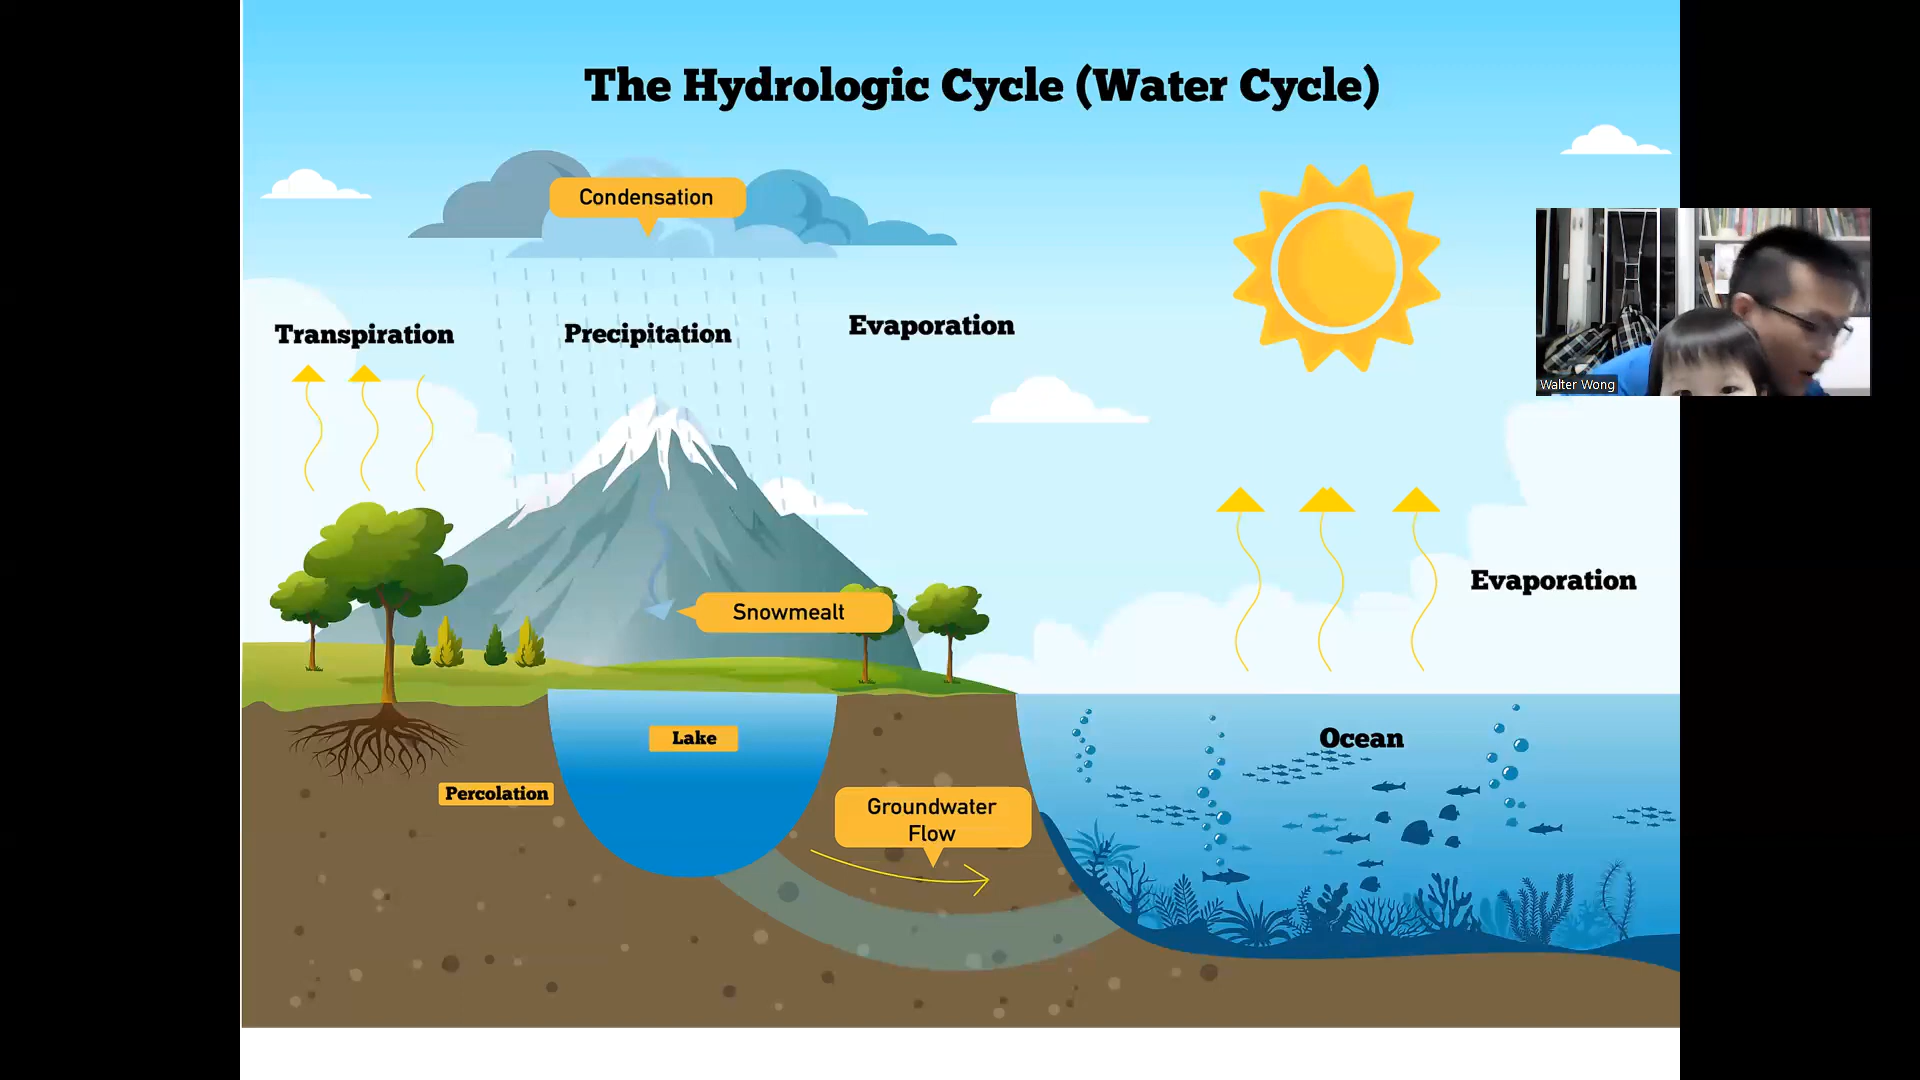 The Hydrologic Cycle (Water Cycle)
Condensation
Transpiration
Precipitation
Evaporation
Walter Wong
Evaporation
Snowmealt
Lake
Ocean
Percolation
Groundwater
Flow